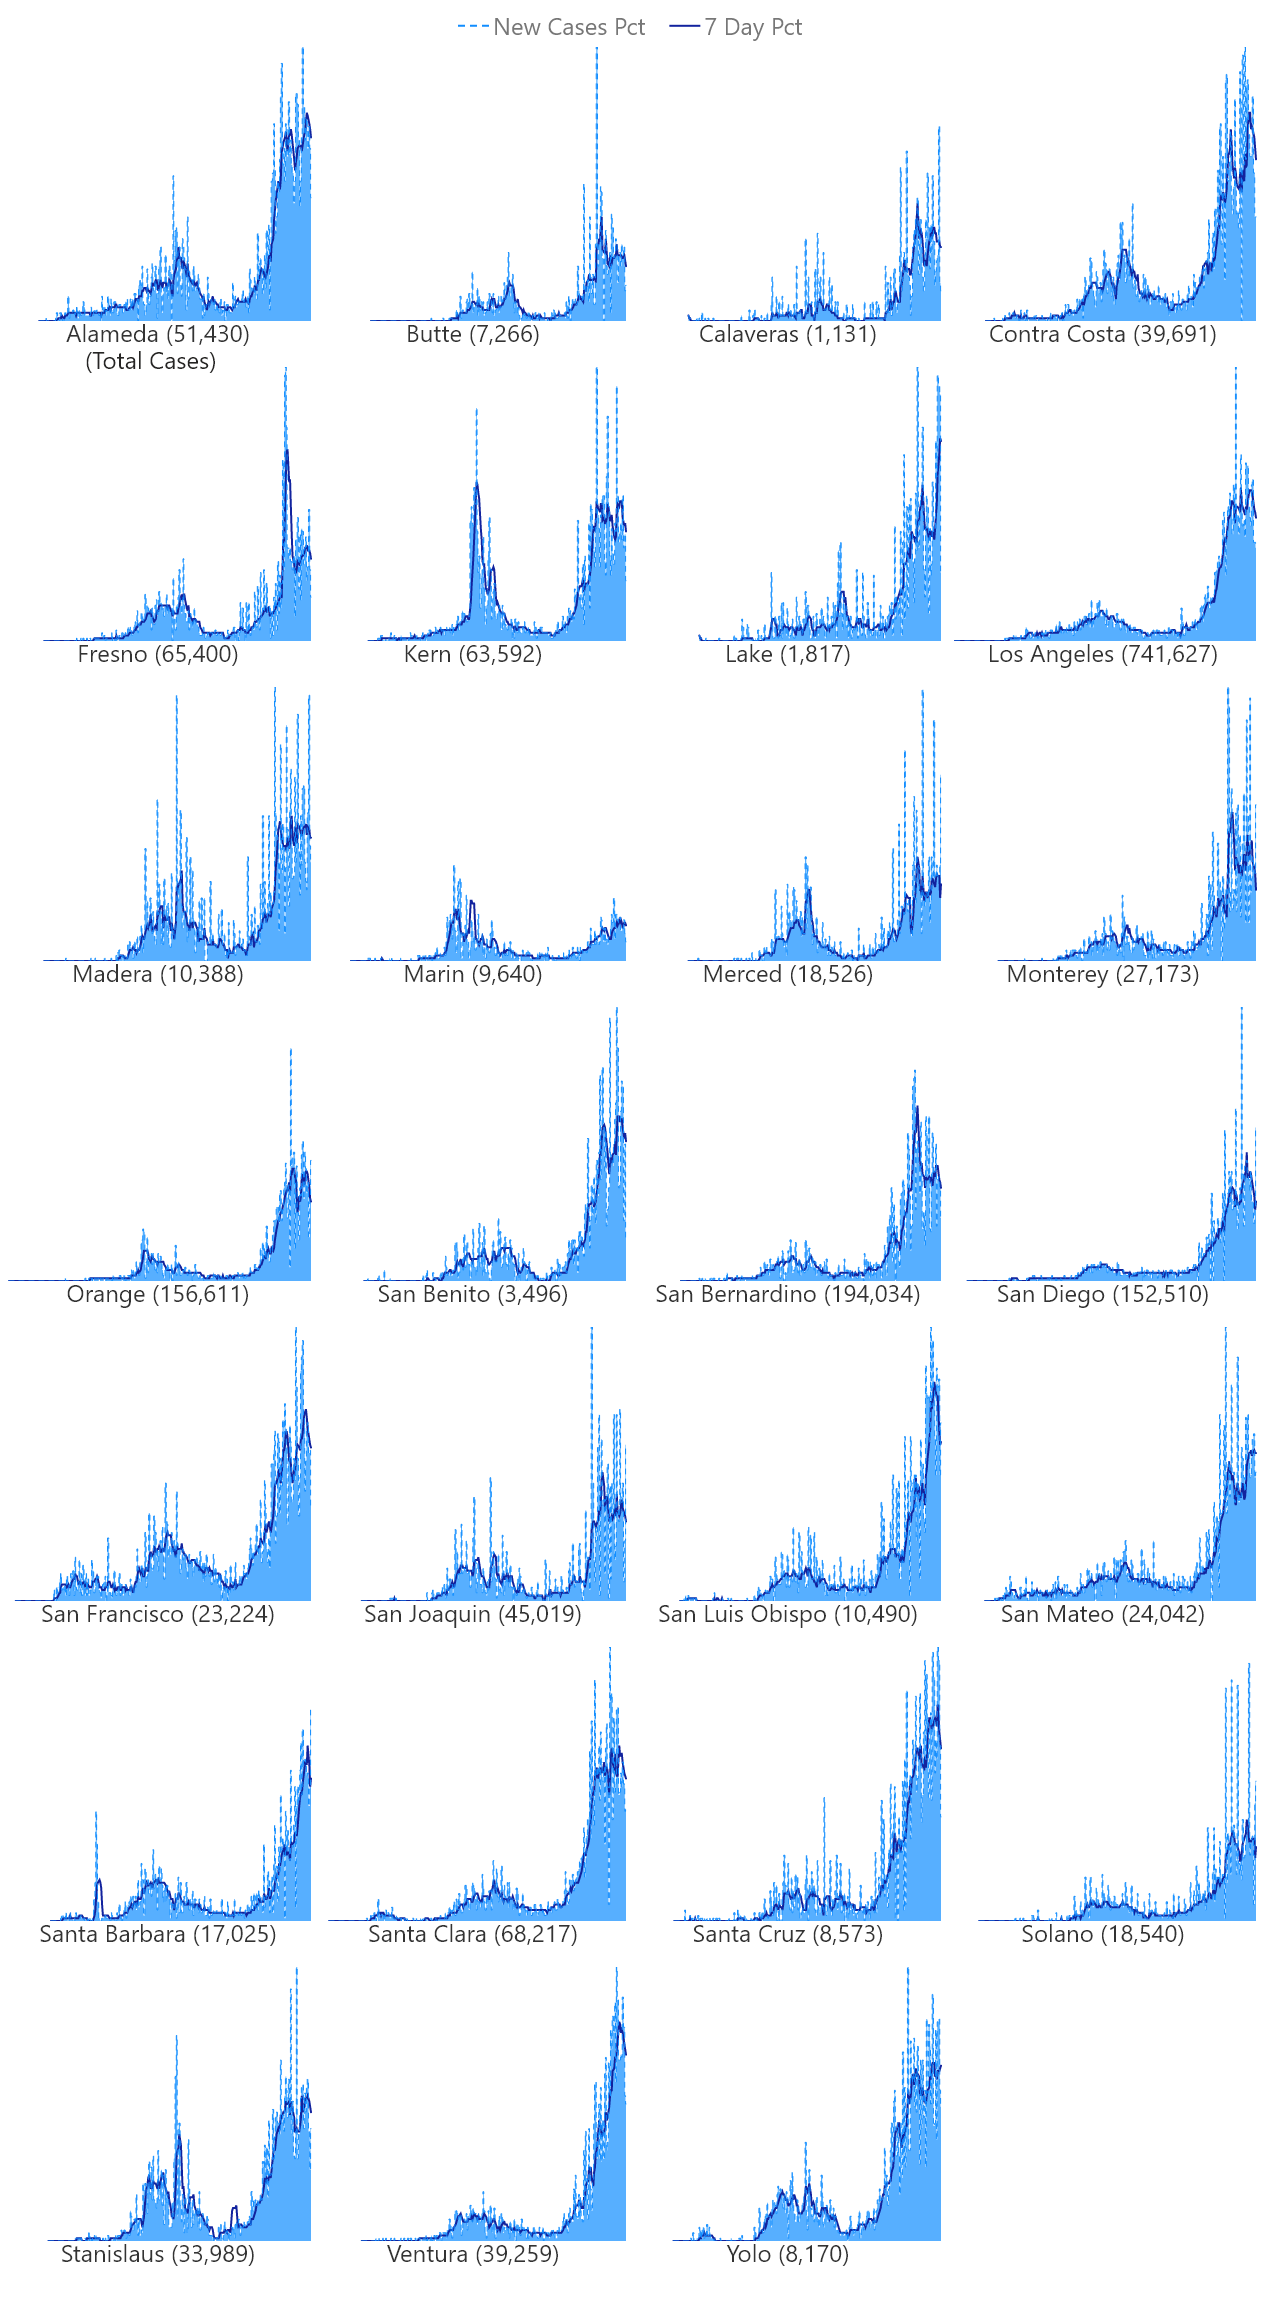 New Cases Pct 7 Day Pct
Alameda (51,430) Butte (7,266) Calaveras (1,131) Contra Costa (39,691)
(Total Cases)
Fresno (65,400) Kern (63,592) Lake (1,817) Los Angeles (741,627)
Madera (10,388) Marin (9,640) Merced (18,526) Monterey (27,173)
Orange (156,611) San Benito (3,496) San Bernardino (194,034) San Diego (152,510)
San Francisco (23,224) San Joaquin (45,019) San Luis Obispo (10,490) San Mateo (24,042)
Santa Barbara (17,025) Santa Clara (68,217) Santa Cruz (8,573) Solano (18,540)
Stanislaus (33,989) Ventura (39,259) Yolo (8,170)